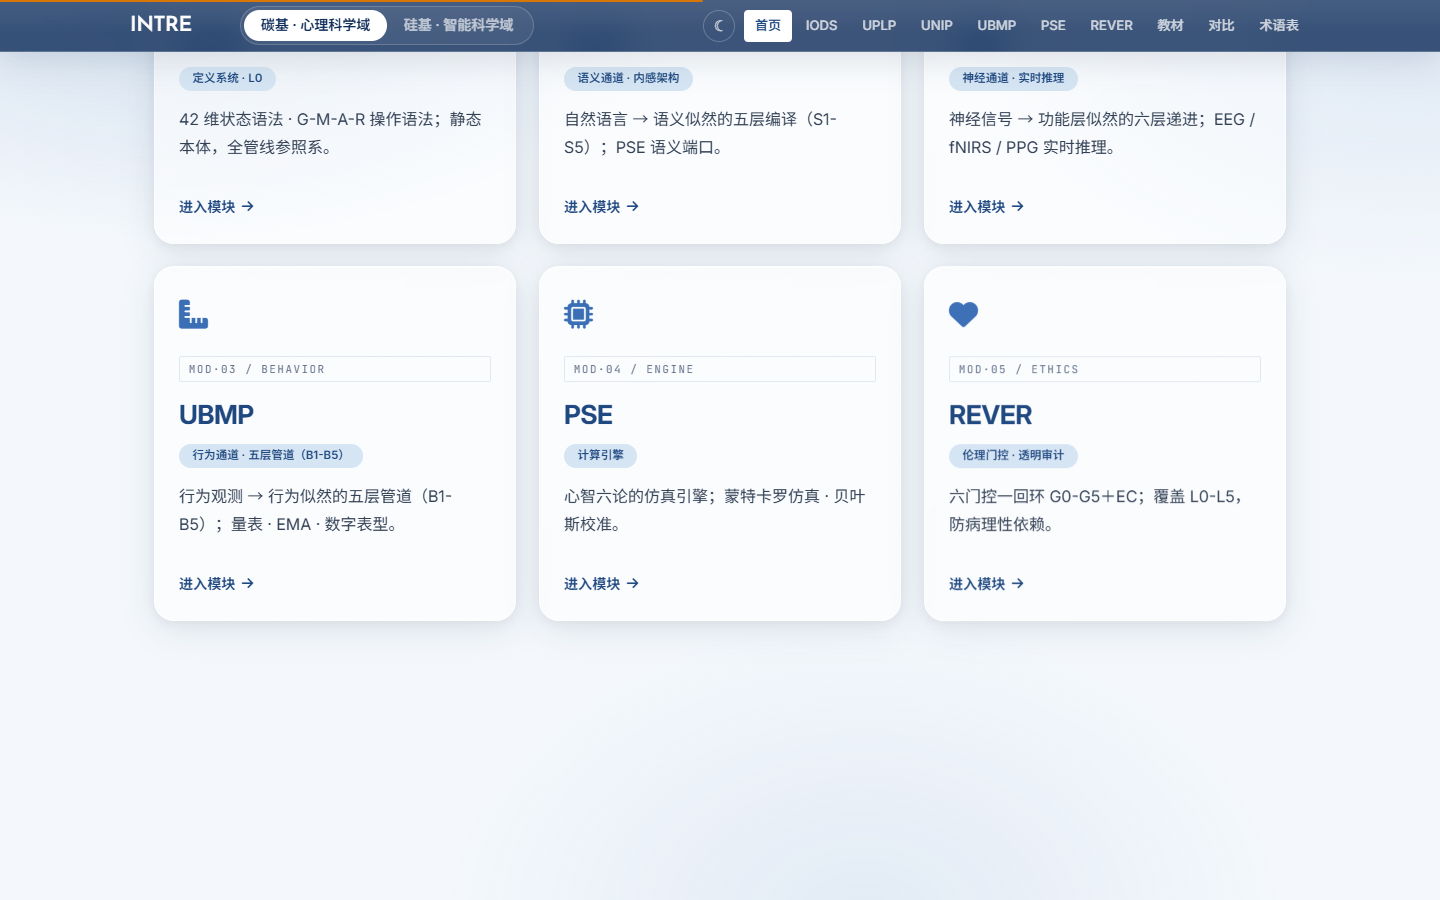 INTRE
碳基 · 心理科学域
硅基 · 智能科学域
首页
IODS
UPLP
UNIP
UBMP
PSE
REVER
教材
对比
术语表
定义系统 · L0
42 维状态语法 · G-M-A-R 操作语法；静态
本体，全管线参照系。
进入模块 →
语义通道 · 内感架构
自然语言 → 语义似然的五层编译（S1-
S5）；PSE 语义端口。
进入模块 →
神经通道 · 实时推理
神经信号 → 功能层似然的六层递进；EEG /
fNIRS / PPG 实时推理。
进入模块 →
MOD·03 / BEHAVIOR
UBMP
行为通道 · 五层管道（B1-B5）
行为观测 → 行为似然的五层管道（B1-
B5）；量表 · EMA · 数字表型。
进入模块 →
MOD·04 / ENGINE
PSE
计算引擎
心智六论的仿真引擎；蒙特卡罗仿真 · 贝叶
斯校准。
进入模块 →
MOD·05 / ETHICS
REVER
伦理门控 · 透明审计
六门控一回环 G0-G5＋EC；覆盖 L0-L5，
防病理性依赖。
进入模块 →